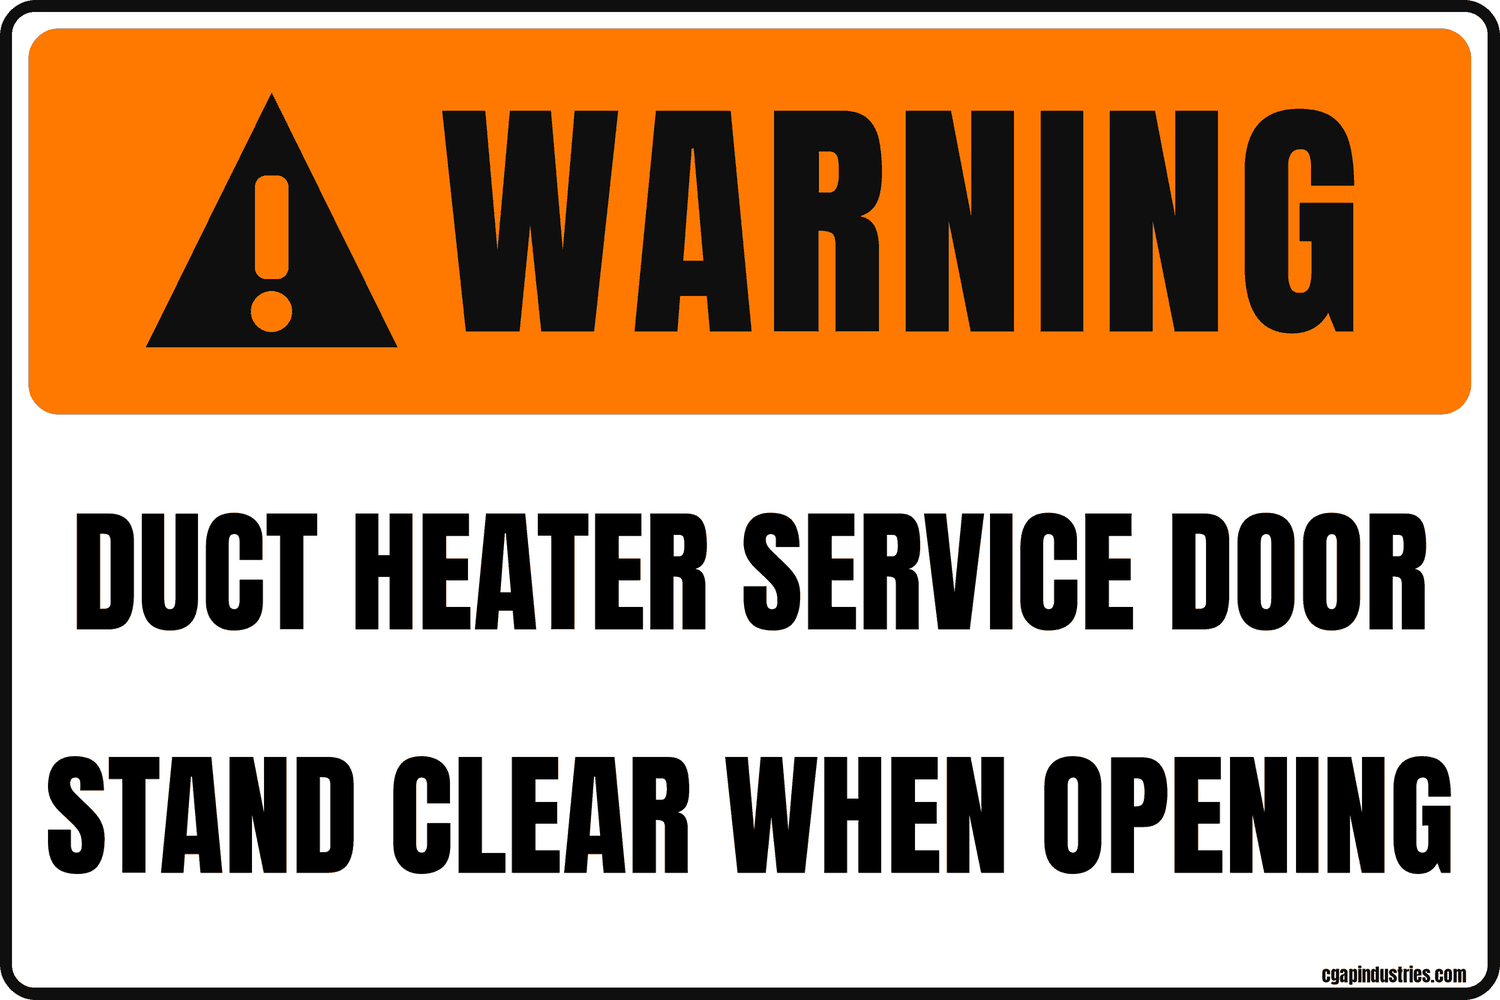 WARNING
DUCT HEATER SERVICE DOOR
STAND CLEAR WHEN OPENING
cgapindustries.com